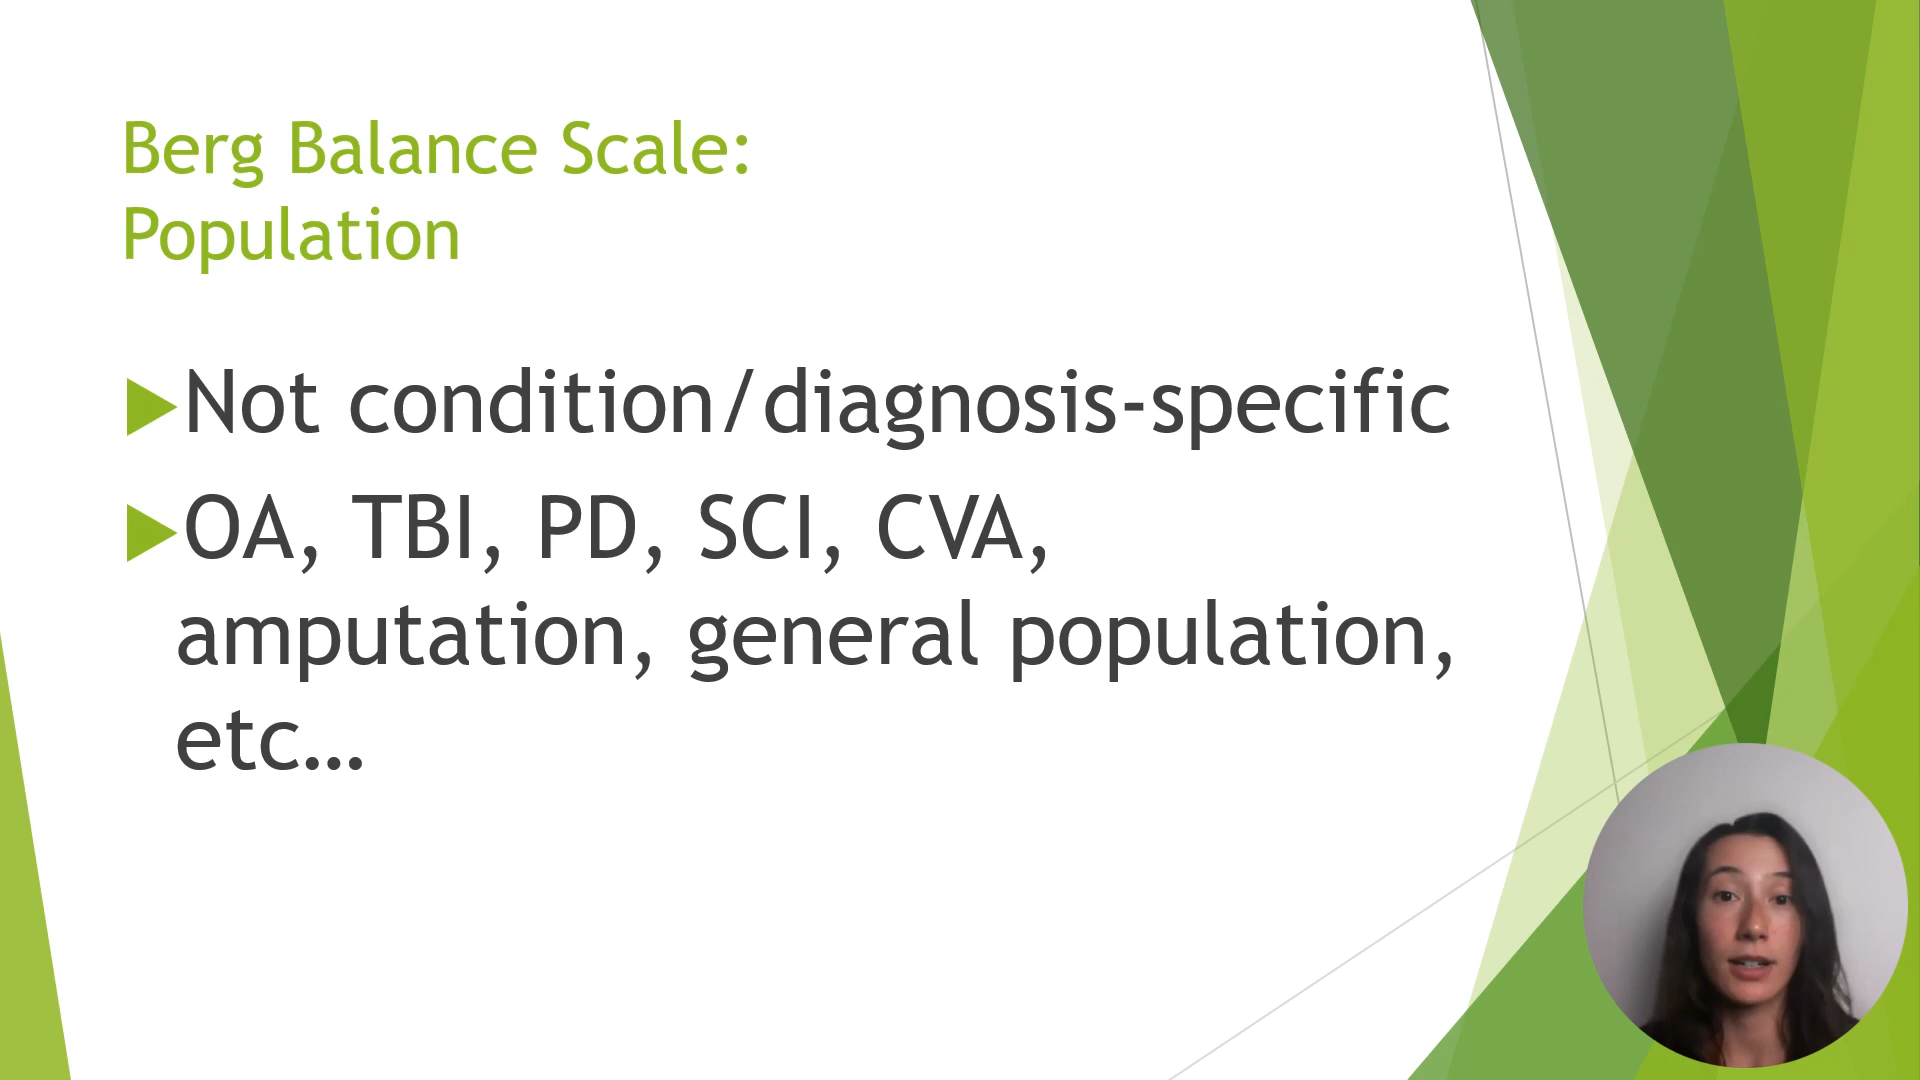 Berg Balance Scale:
Population
Not condition/diagnosis-specific
OA, TBI, PD, SCI, CVA,
amputation, general population,
etc…